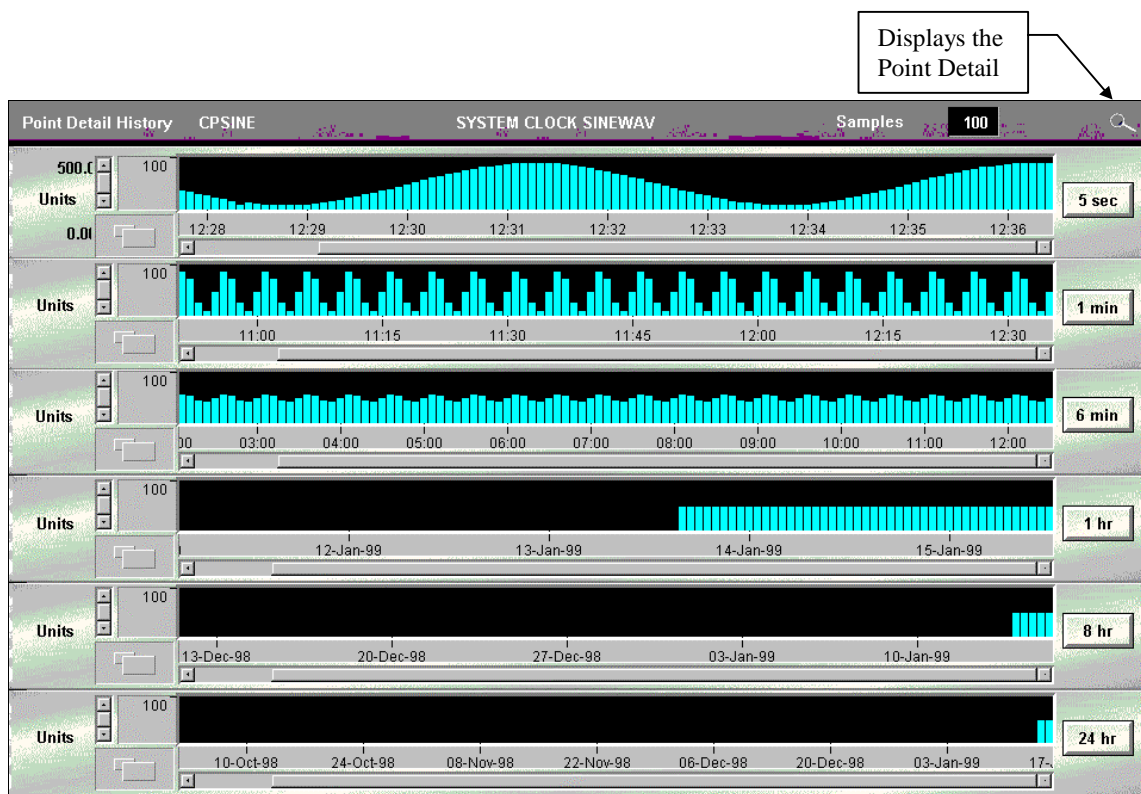 Displays the
Point Detail
Point Detail History CPSINE SYSTEM CLOCK SINEWAV Samples 100
500.0 100
Units 5 sec
0.00
12:28 12:29 12:30 12:31 12:32 12:33 12:34 12:35 12:36
100
Units 1 min
11:00 11:15 11:30 11:45 12:00 12:15 12:30
100
Units 6 min
00 03:00 04:00 05:00 06:00 07:00 08:00 09:00 10:00 11:00 12:00
100
Units 1 hr
12-Jan-99 13-Jan-99 14-Jan-99 15-Jan-99
100
Units 8 hr
13-Dec-98 20-Dec-98 27-Dec-98 03-Jan-99 10-Jan-99
100
Units 24 hr
10-Oct-98 24-Oct-98 08-Nov-98 22-Nov-98 06-Dec-98 20-Dec-98 03-Jan-99 17-